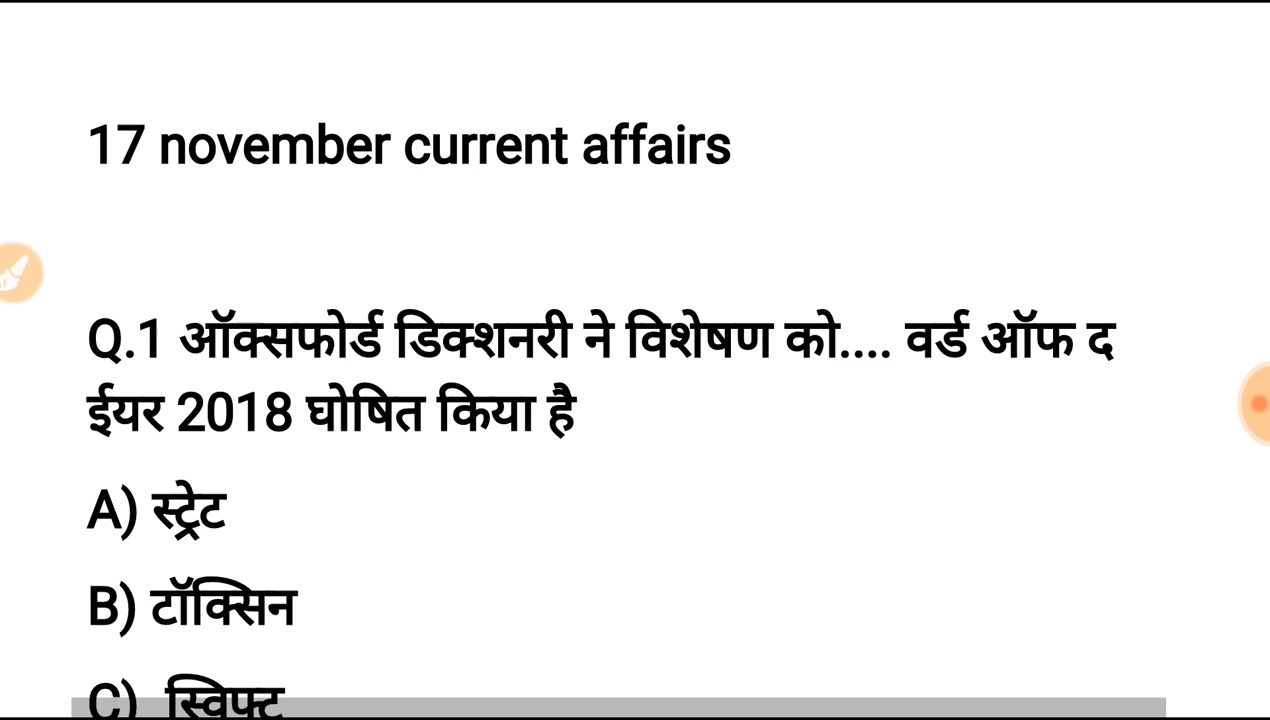 17 november current affairs
Q.1 ऑक्सफोर्ड डिक्शनरी ने विशेषण को.... वर्ड ऑफ द
ईयर 2018 घोषित किया है
A) स्ट्रेट
B) टॉक्सिन
C) स्विफ्ट